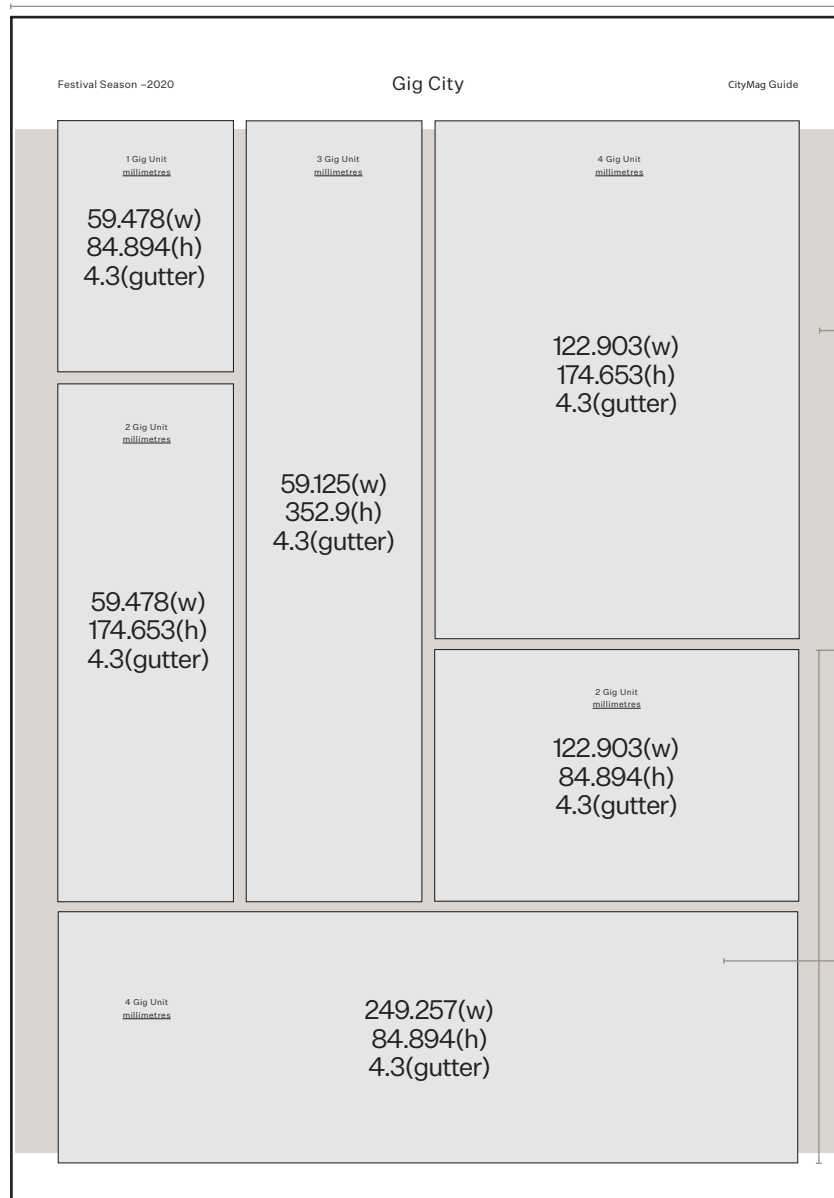 Festival Season –2020
Gig City
CityMag Guide
1 Gig Unit
millimetres
59.478(w)
84.894(h)
4.3(gutter)
2 Gig Unit
millimetres
59.478(w)
174.653(h)
4.3(gutter)
3 Gig Unit
millimetres
59.125(w)
352.9(h)
4.3(gutter)
4 Gig Unit
millimetres
122.903(w)
174.653(h)
4.3(gutter)
2 Gig Unit
millimetres
122.903(w)
84.894(h)
4.3(gutter)
4 Gig Unit
millimetres
249.257(w)
84.894(h)
4.3(gutter)